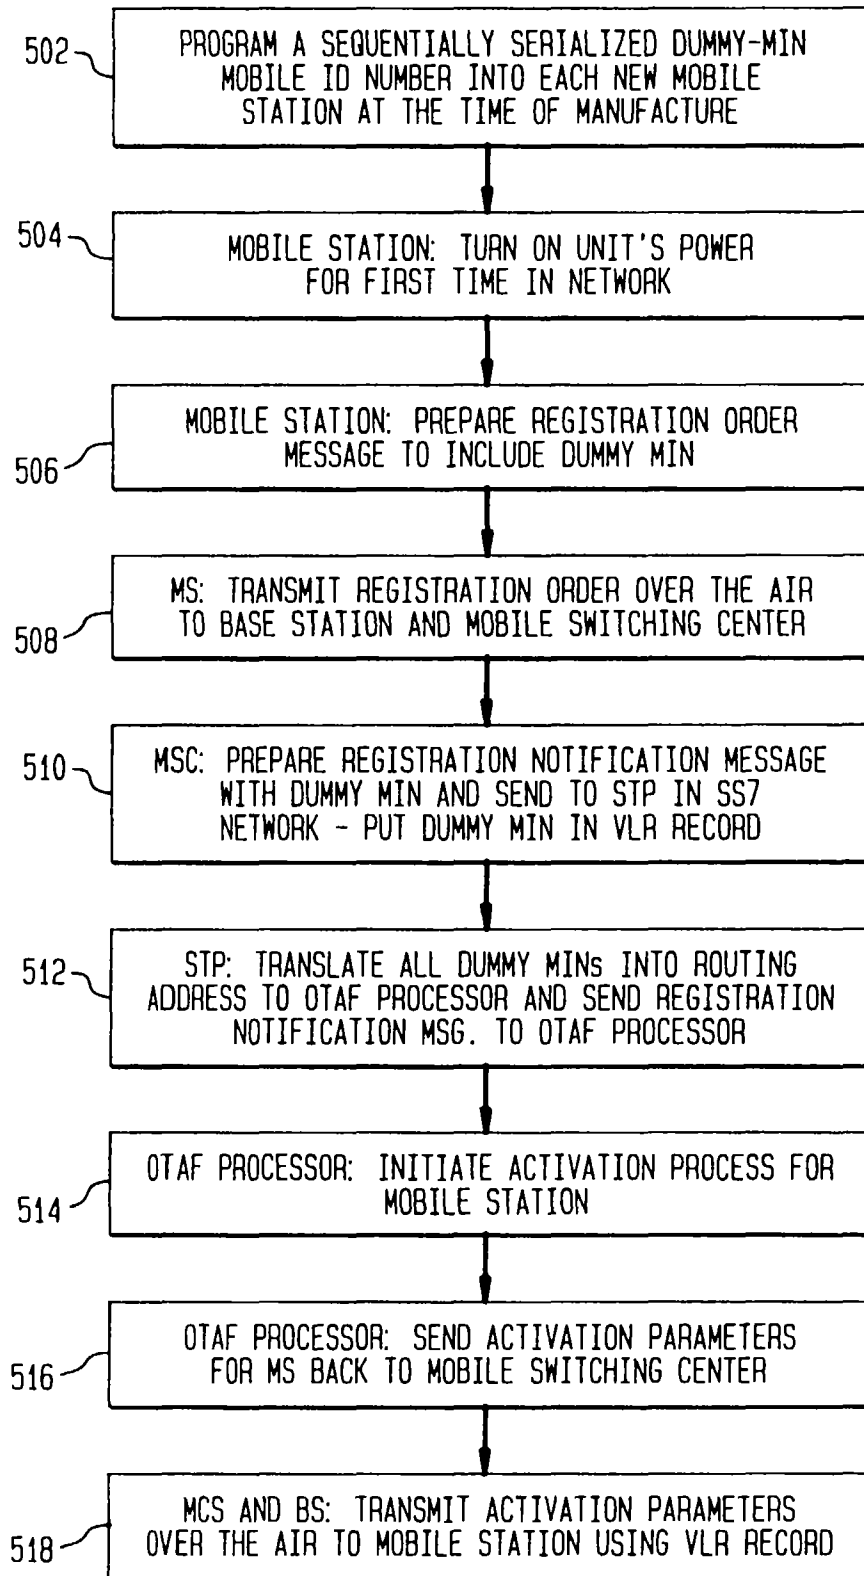 502
PROGRAM A SEQUENTIALLY SERIALIZED DUMMY-MIN
MOBILE ID NUMBER INTO EACH NEW MOBILE
STATION AT THE TIME OF MANUFACTURE
504
MOBILE STATION: TURN ON UNIT'S POWER
FOR FIRST TIME IN NETWORK
506
MOBILE STATION: PREPARE REGISTRATION ORDER
MESSAGE TO INCLUDE DUMMY MIN
508
MS: TRANSMIT REGISTRATION ORDER OVER THE AIR
TO BASE STATION AND MOBILE SWITCHING CENTER
510
MSC: PREPARE REGISTRATION NOTIFICATION MESSAGE
WITH DUMMY MIN AND SEND TO STP IN SS7
NETWORK - PUT DUMMY MIN IN VLR RECORD
512
STP: TRANSLATE ALL DUMMY MINs INTO ROUTING
ADDRESS TO OTAF PROCESSOR AND SEND REGISTRATION
NOTIFICATION MSG. TO OTAF PROCESSOR
514
OTAF PROCESSOR: INITIATE ACTIVATION PROCESS FOR
MOBILE STATION
516
OTAF PROCESSOR: SEND ACTIVATION PARAMETERS
FOR MS BACK TO MOBILE SWITCHING CENTER
518
MCS AND BS: TRANSMIT ACTIVATION PARAMETERS
OVER THE AIR TO MOBILE STATION USING VLR RECORD